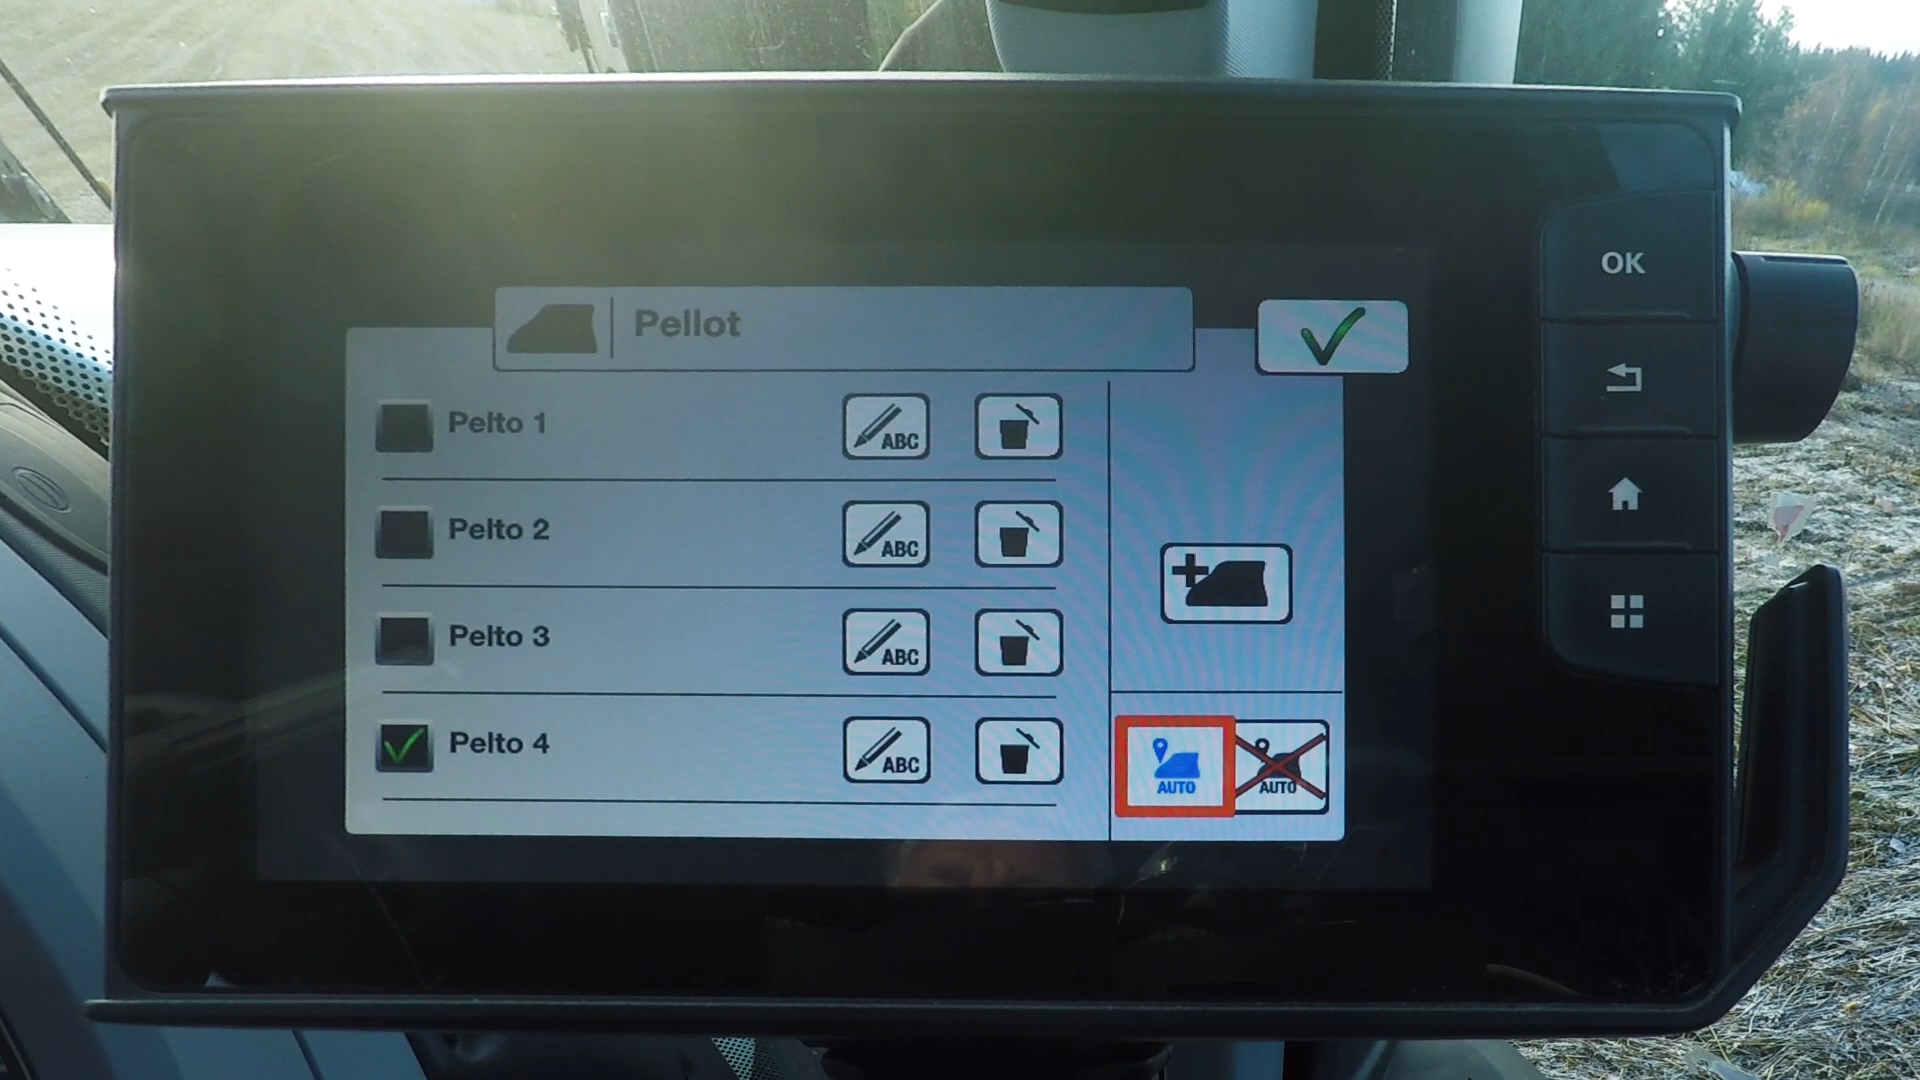 Pellot
Pelto 1
ABC
Pelto 2
ABC
Pelto 3
ABC
Pelto 4
ABC
AUTO
AUTO
OK